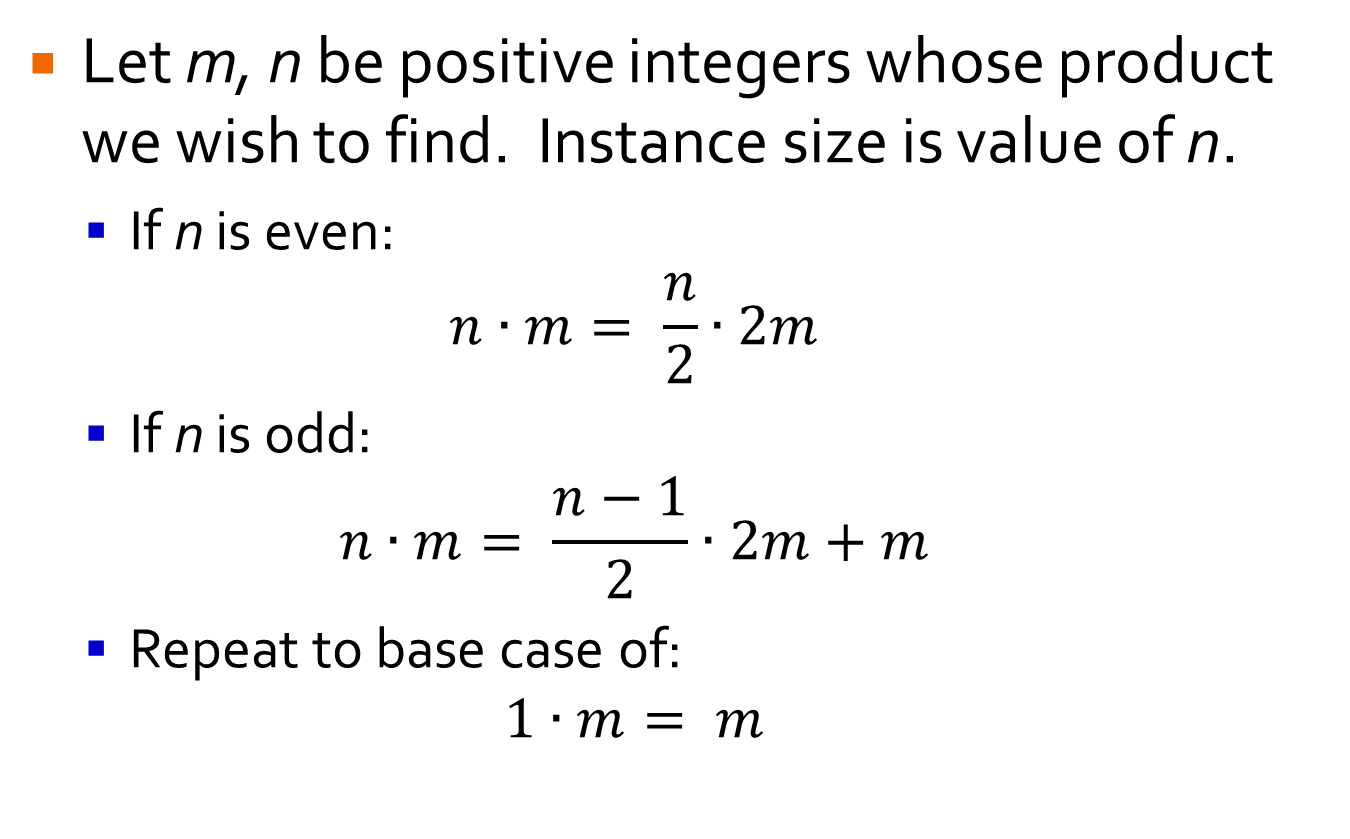 ▪ Let m, n be positive integers whose product
we wish to find.  Instance size is value of n.
▪ If n is even:
n · m = n/2 · 2m
▪ If n is odd:
n · m = (n − 1)/2 · 2m + m
▪ Repeat to base case of:
1 · m = m